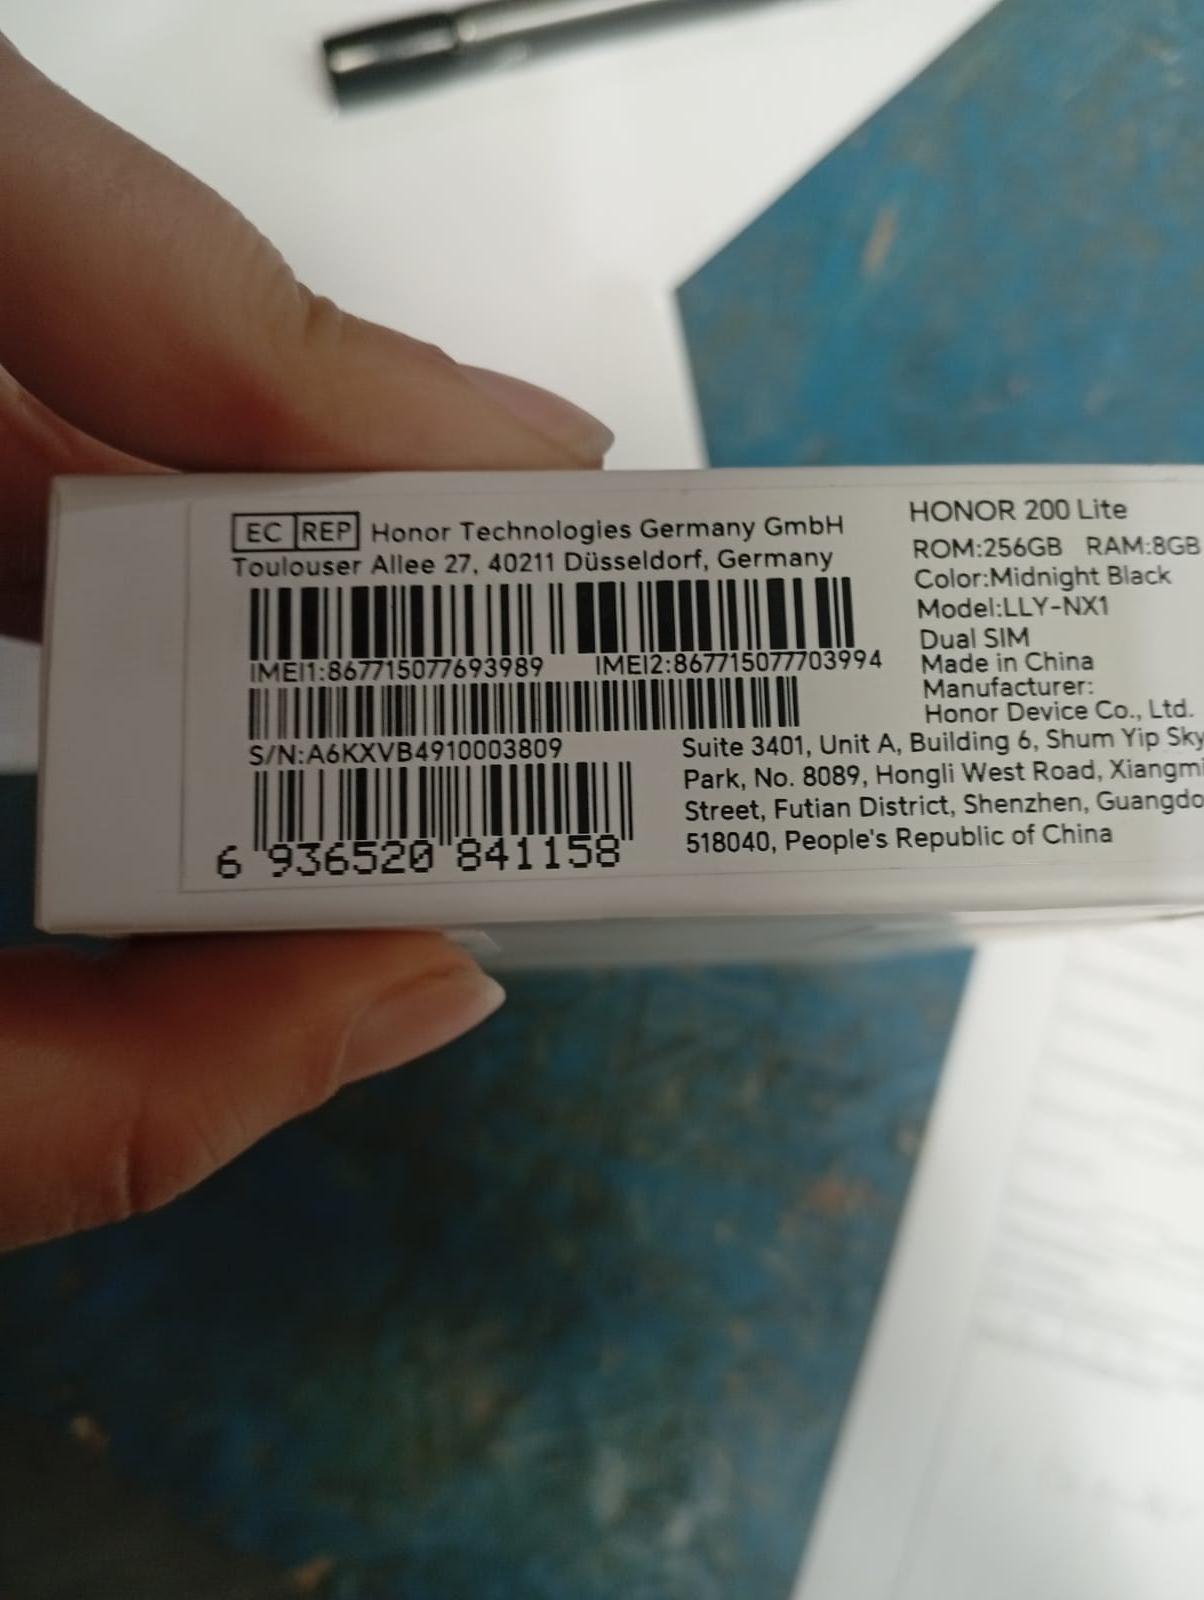 EC REP Honor Technologies Germany GmbH
Toulouser Allee 27, 40211 Düsseldorf, Germany
IMEI1:867715077693989 IMEI2:867715077703994
S/N:A6KXVB4910003809
6 936520 841158
HONOR 200 Lite
ROM:256GB RAM:8GB
Color:Midnight Black
Model:LLY-NX1
Dual SIM
Made in China
Manufacturer:
Honor Device Co., Ltd.
Suite 3401, Unit A, Building 6, Shum Yip Sky
Park, No. 8089, Hongli West Road, Xiangmi
Street, Futian District, Shenzhen, Guangdo
518040, People's Republic of China